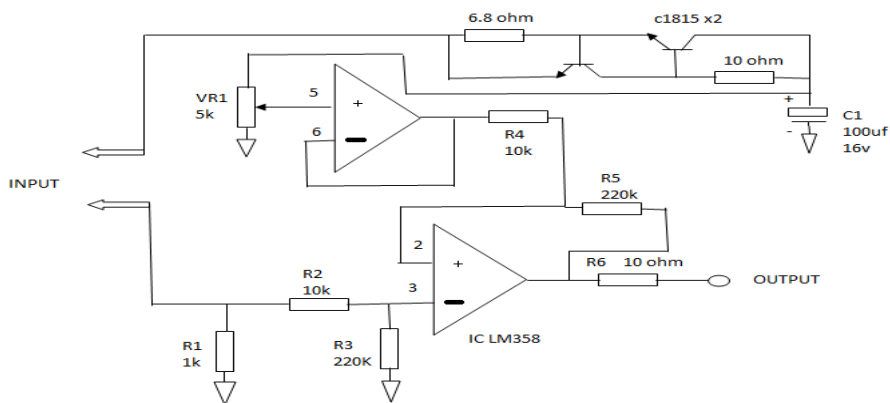 6.8 ohm
c1815 x2
10 ohm
VR1
5k
5
+
6
-
R4
10k
+
-
C1
100uf
16v
INPUT
R5
220k
2
+
R6
10 ohm
OUTPUT
R2
10k
3
-
IC LM358
R1
1k
R3
220K